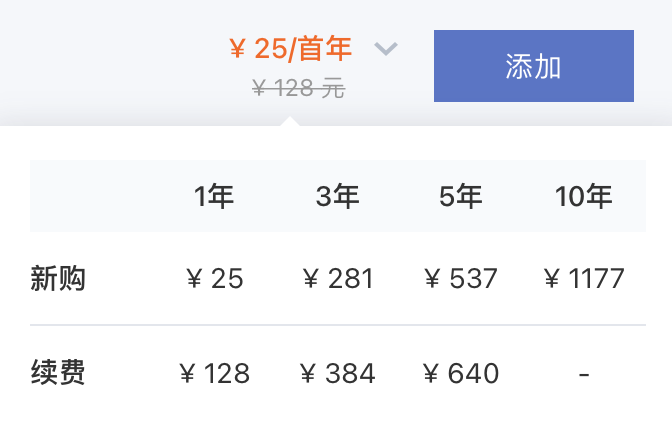 ¥ 25/首年
添加
¥ 128 元
1年 3年 5年 10年
新购 ¥ 25 ¥ 281 ¥ 537 ¥ 1177
续费 ¥ 128 ¥ 384 ¥ 640 -